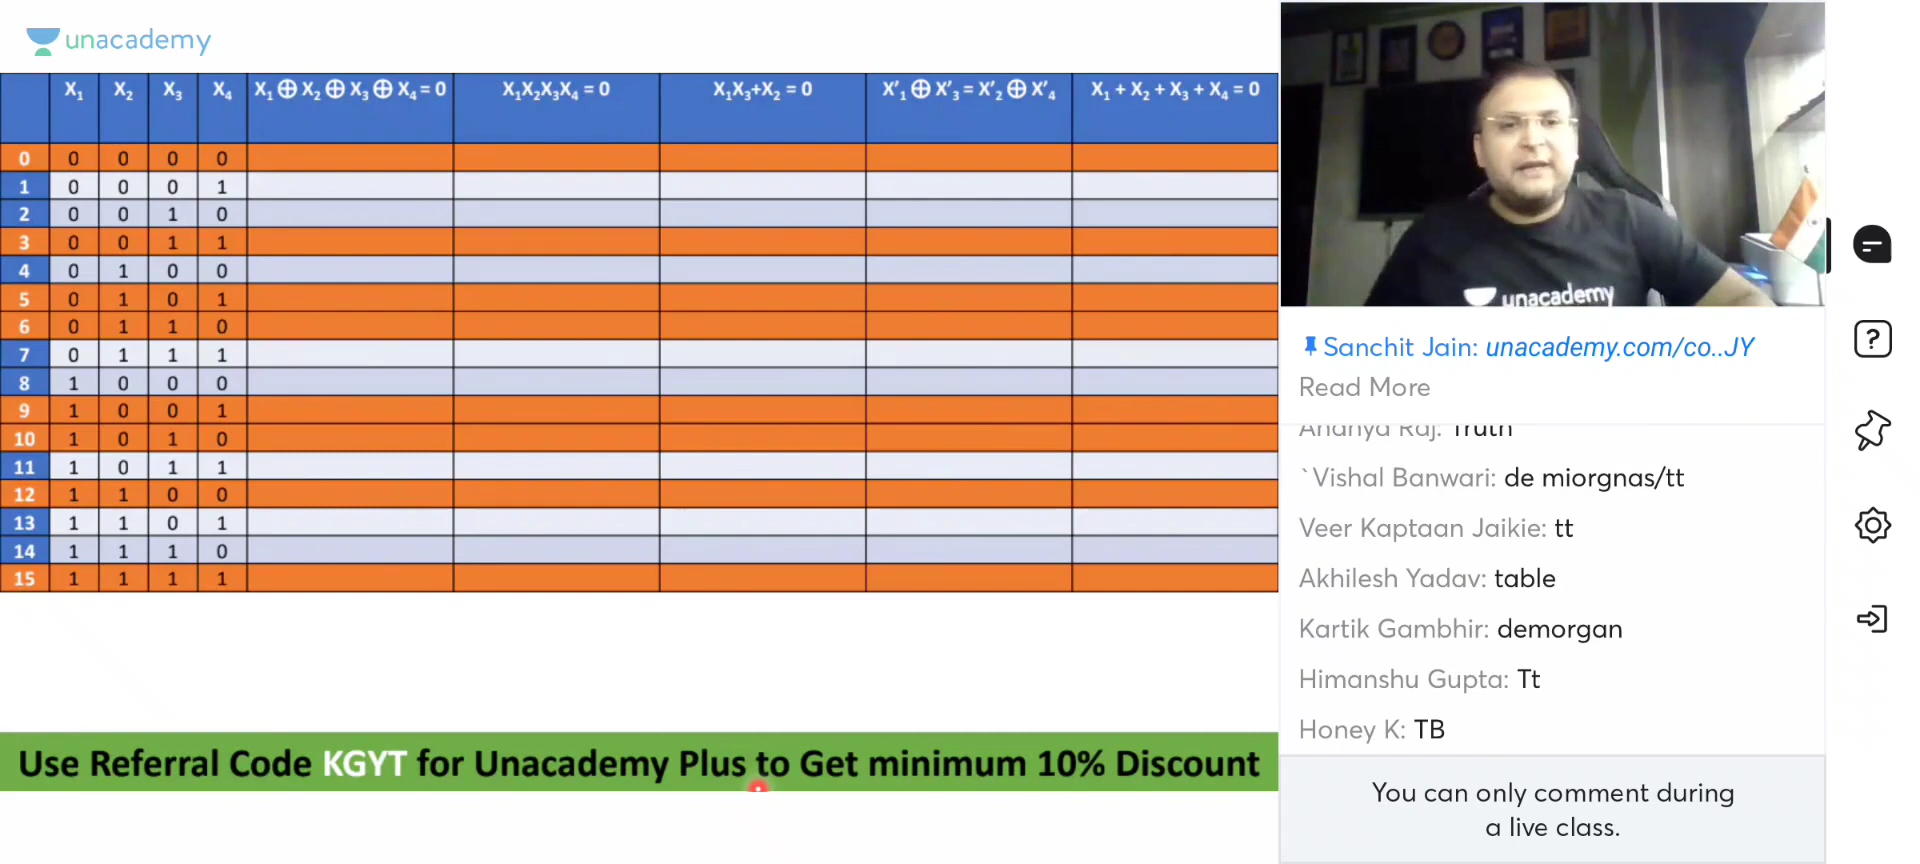 unacademy
X₁ X₂ X₃ X₄ X₁ ⊕ X₂ ⊕ X₃ ⊕ X₄ = 0 X₁X₂X₃X₄ = 0 X₁X₃+X₂ = 0 X'₁ ⊕ X'₃ = X'₂ ⊕ X'₄ X₁ + X₂ + X₃ + X₄ = 0
0 0 0 0 0
1 0 0 0 1
2 0 0 1 0
3 0 0 1 1
4 0 1 0 0
5 0 1 0 1
6 0 1 1 0
7 0 1 1 1
8 1 0 0 0
9 1 0 0 1
10 1 0 1 0
11 1 0 1 1
12 1 1 0 0
13 1 1 0 1
14 1 1 1 0
15 1 1 1 1
Use Referral Code KGYT for Unacademy Plus to Get minimum 10% Discount
unacademy
Sanchit Jain: unacademy.com/co..JY
Read More
Ananya Raj: Truth
`Vishal Banwari: de miorgnas/tt
Veer Kaptaan Jaikie: tt
Akhilesh Yadav: table
Kartik Gambhir: demorgan
Himanshu Gupta: Tt
Honey K: TB
You can only comment during
a live class.
?